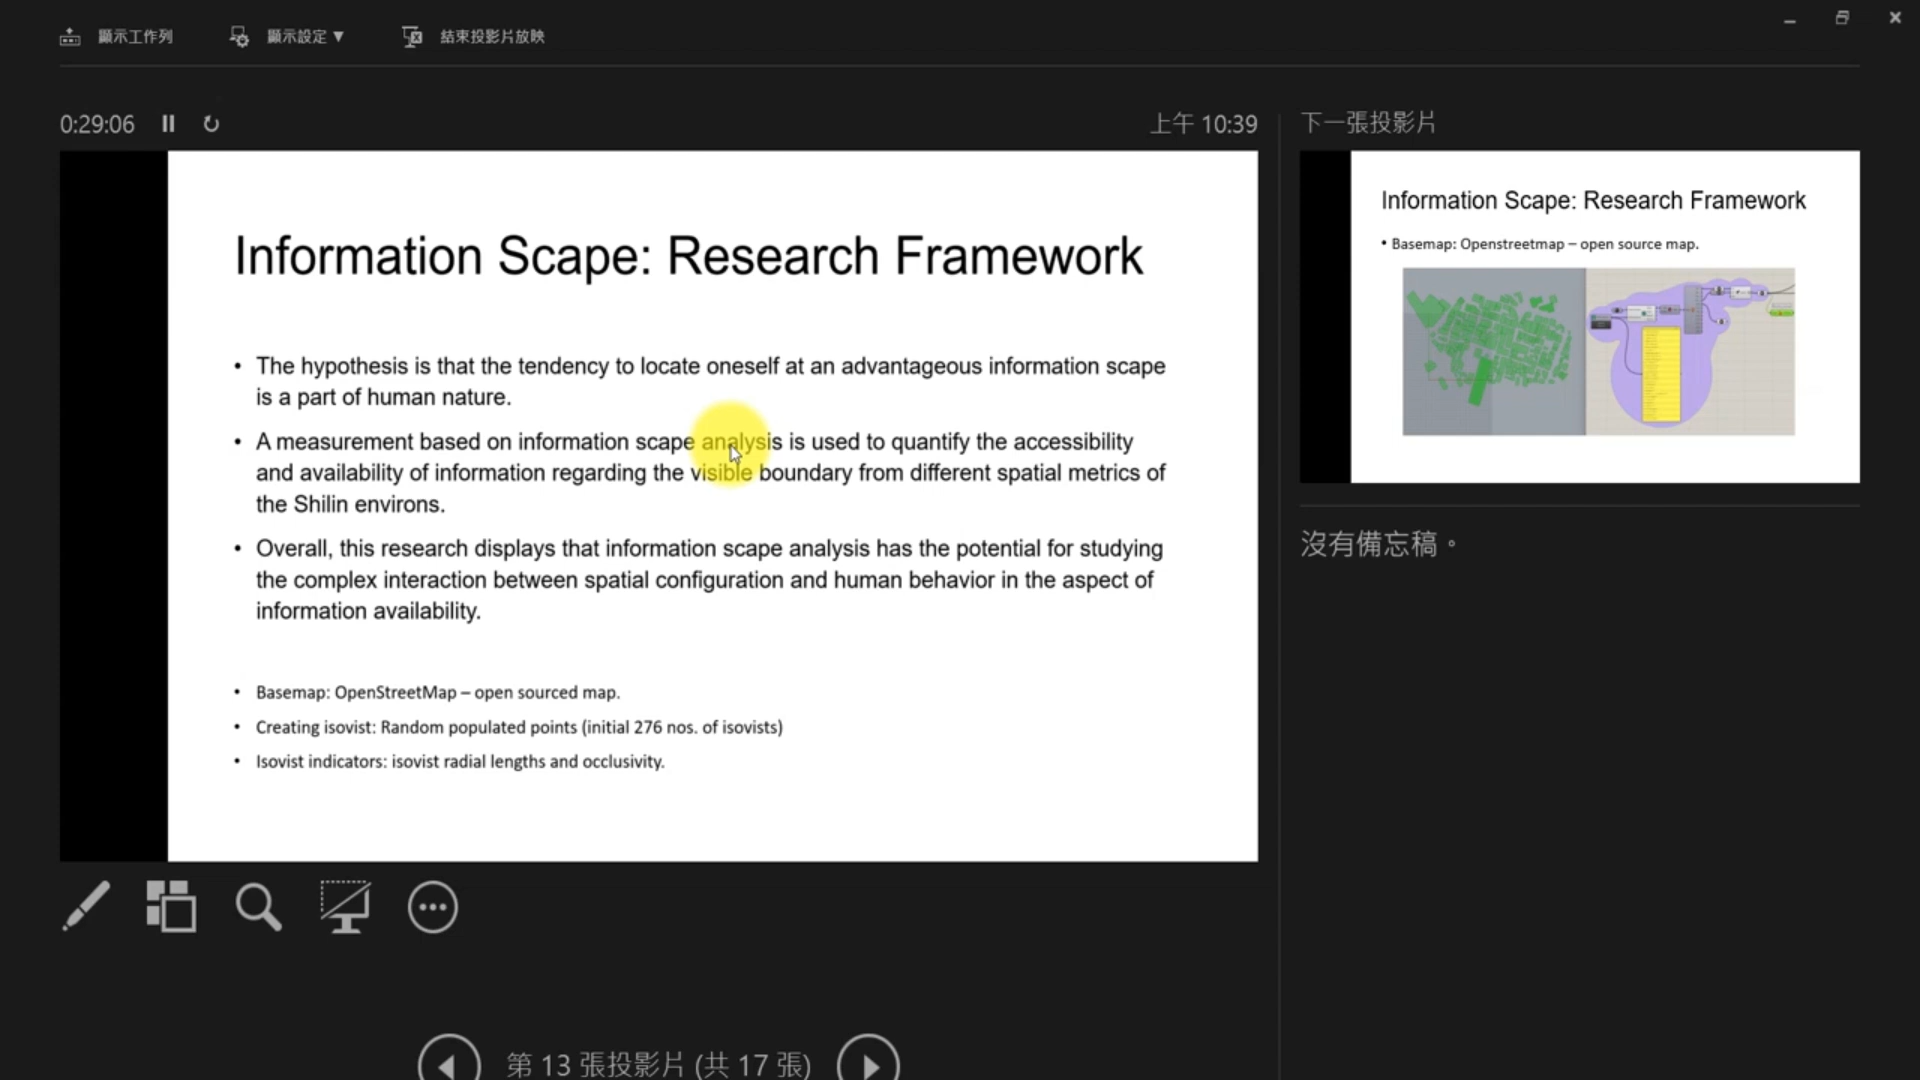 顯示工作列
顯示設定 ▼
結束投影片放映
0:29:06
上午 10:39
下一張投影片
Information Scape: Research Framework
• The hypothesis is that the tendency to locate oneself at an advantageous information scape
is a part of human nature.
• A measurement based on information scape analysis is used to quantify the accessibility
and availability of information regarding the visible boundary from different spatial metrics of
the Shilin environs.
• Overall, this research displays that information scape analysis has the potential for studying
the complex interaction between spatial configuration and human behavior in the aspect of
information availability.
• Basemap: OpenStreetMap – open sourced map.
• Creating isovist: Random populated points (initial 276 nos. of isovists)
• Isovist indicators: isovist radial lengths and occlusivity.
Information Scape: Research Framework
• Basemap: Openstreetmap – open source map.
沒有備忘稿。
第 13 張投影片 (共 17 張)